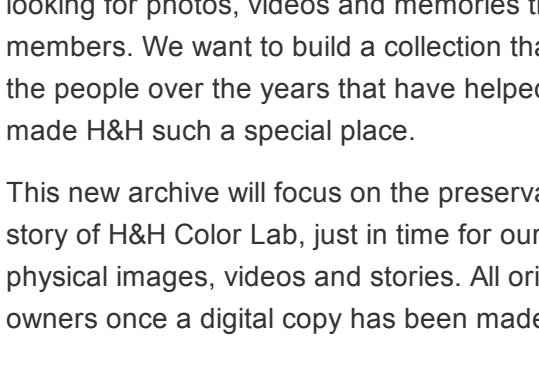 looking for photos, videos and memories
members. We want to build a collection
the people over the years that have helped
made H&H such a special place.
This new archive will focus on the
story of H&H Color Lab, just in time for our
physical images, videos and stories. All
owners once a digital copy has been made